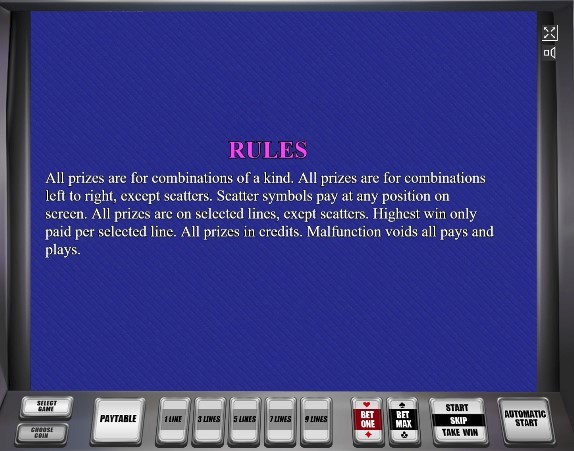 RULES
All prizes are for combinations of a kind. All prizes are for combinations
left to right, except scatters. Scatter symbols pay at any position on
screen. All prizes are on selected lines, exept scatters. Highest win only
paid per selected line. All prizes in credits. Malfunction voids all pays and
plays.
SELECT
GAME
CHOOSE
COIN
PAYTABLE
1 LINE
3 LINES
5 LINES
7 LINES
9 LINES
BET
ONE
BET
MAX
START
SKIP
TAKE WIN
AUTOMATIC
START